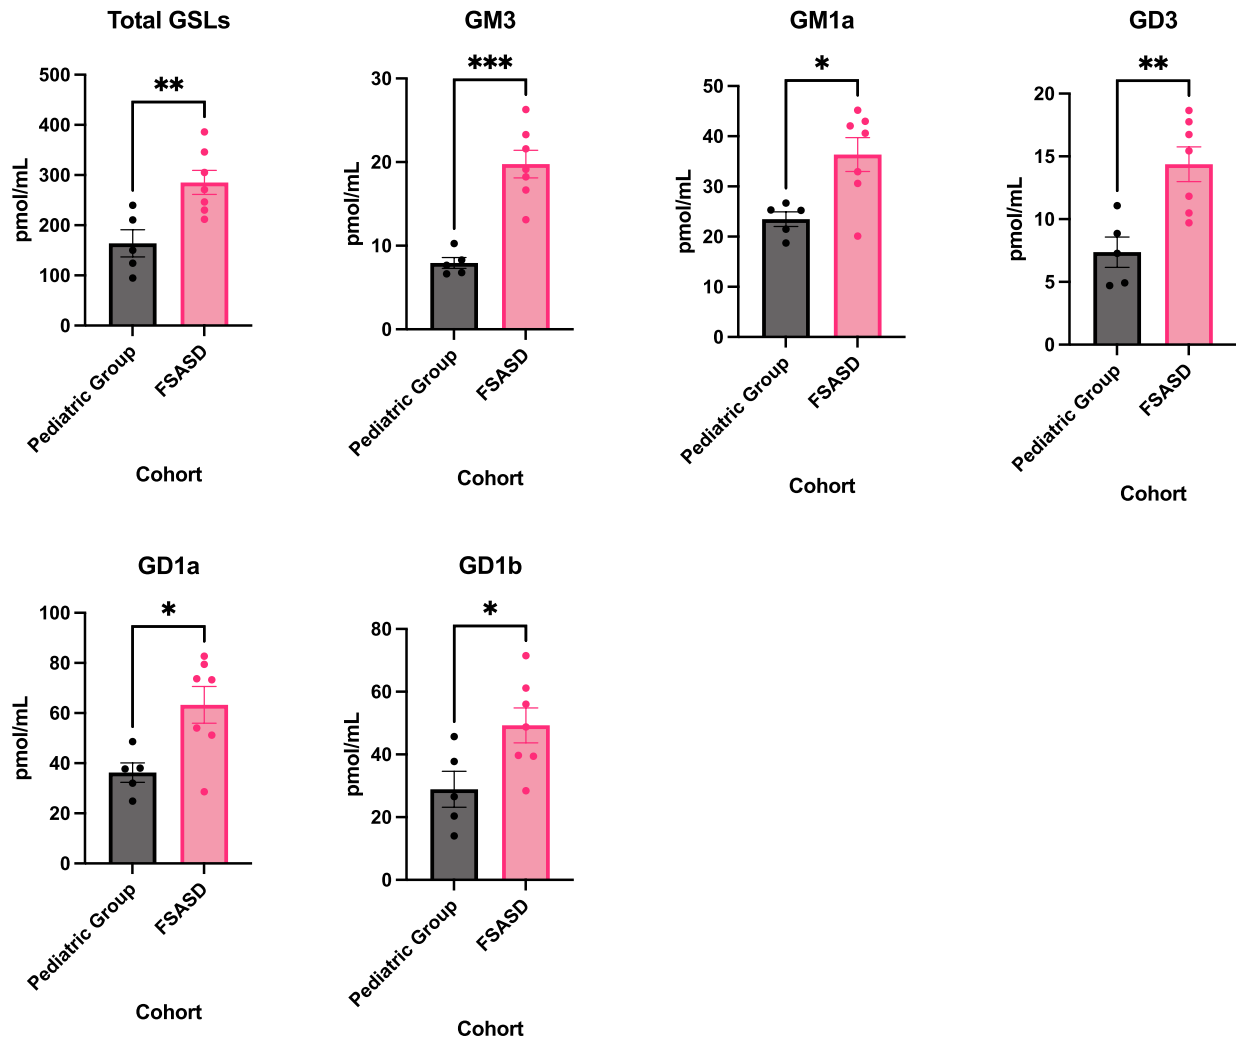 Total GSLs
**
500
400
300
200
100
0
pmol/mL
Pediatric Group
FSASD
Cohort
GM3
***
30
20
10
0
pmol/mL
Pediatric Group
FSASD
Cohort
GM1a
*
50
40
30
20
10
0
pmol/mL
Pediatric Group
FSASD
Cohort
GD3
**
20
15
10
5
0
pmol/mL
Pediatric Group
FSASD
Cohort
GD1a
*
100
80
60
40
20
0
pmol/mL
Pediatric Group
FSASD
Cohort
GD1b
*
80
60
40
20
0
pmol/mL
Pediatric Group
FSASD
Cohort